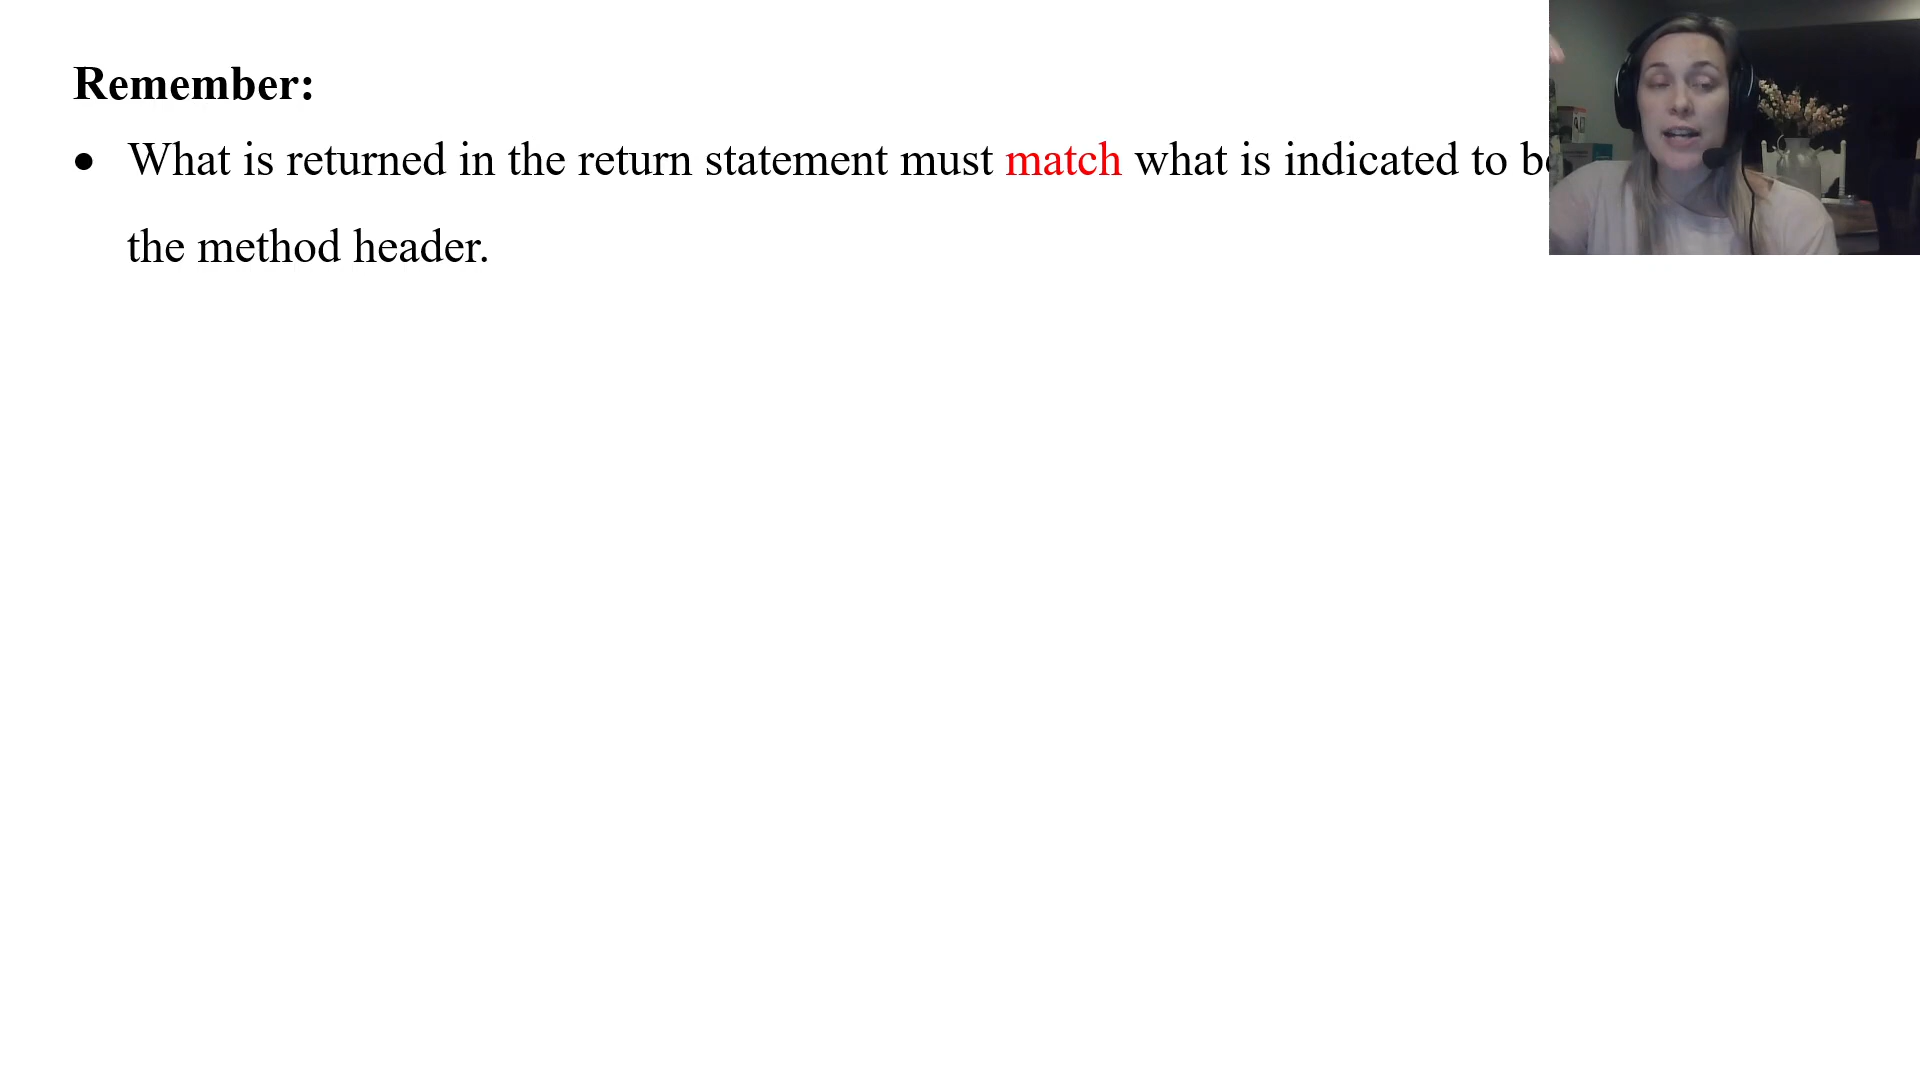 Remember:
• What is returned in the return statement must match what is indicated to
the method header.